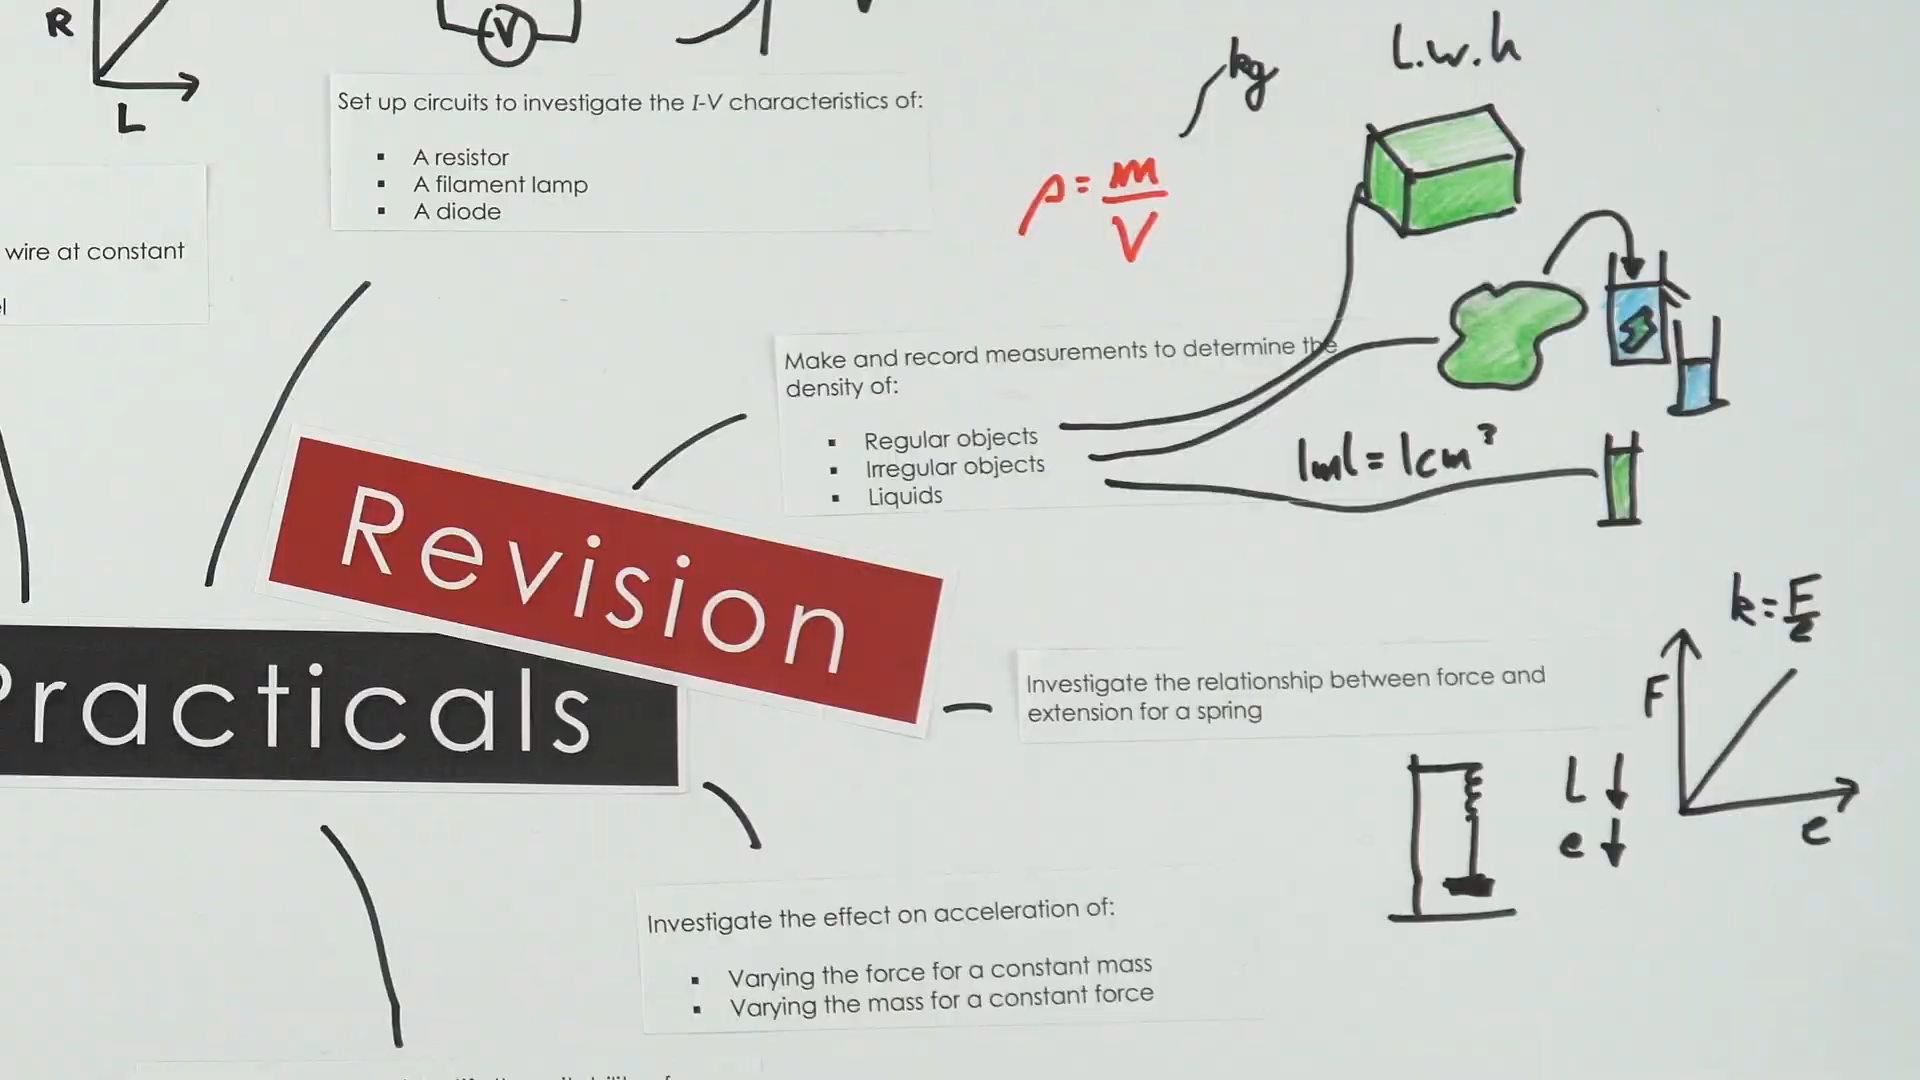 R
L
V
Set up circuits to investigate the I-V characteristics of:
▪ A resistor
▪ A filament lamp
▪ A diode
wire at constant
kg
L.w.h
ρ = m/V
Make and record measurements to determine the
density of:
▪ Regular objects
▪ Irregular objects
▪ Liquids
1ml = 1cm³
Revision
Practicals
Investigate the relationship between force and
extension for a spring
k = F/e
F
e
L ↓
e ↓
Investigate the effect on acceleration of:
▪ Varying the force for a constant mass
▪ Varying the mass for a constant force